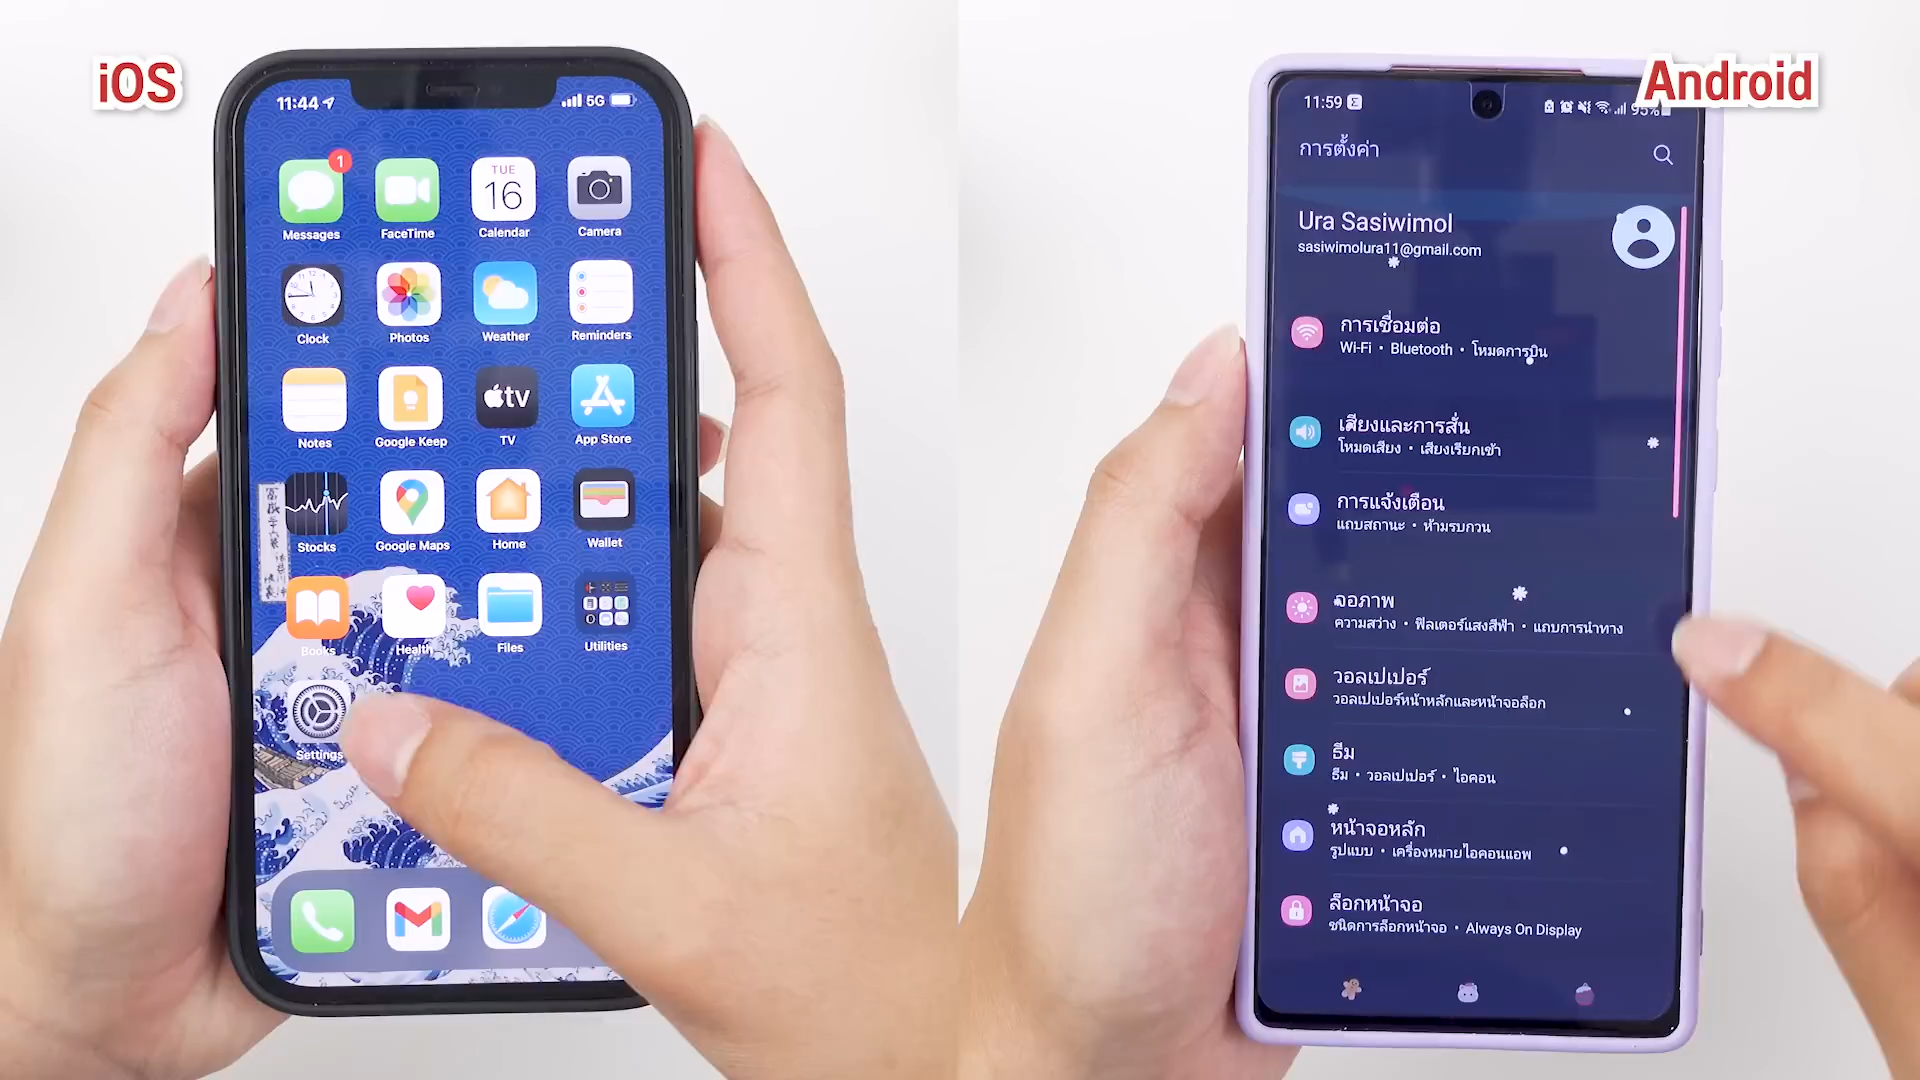 iOS
11:44
5G
1
Messages
FaceTime
TUE
16
Calendar
Camera
Clock
Photos
Weather
Reminders
Notes
Google Keep
tv
TV
App Store
Stocks
Google Maps
Home
Wallet
Books
Health
Files
Utilities
Settings
Android
11:59
95%
การตั้งค่า
Ura Sasiwimol
sasiwimolura11@gmail.com
การเชื่อมต่อ
Wi-Fi • Bluetooth • โหมดการบิน
เสียงและการสั่น
โหมดเสียง • เสียงเรียกเข้า
การแจ้งเตือน
แถบสถานะ • ห้ามรบกวน
จอภาพ
ความสว่าง • ฟิลเตอร์แสงสีฟ้า • แถบการนำทาง
วอลเปเปอร์
วอลเปเปอร์หน้าหลักและหน้าจอล็อก
ธีม
ธีม • วอลเปเปอร์ • ไอคอน
หน้าจอหลัก
รูปแบบ • เครื่องหมายไอคอนแอพ
ล็อกหน้าจอ
ชนิดการล็อกหน้าจอ • Always On Display